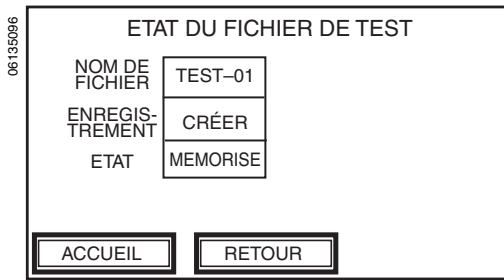 06135096
ETAT DU FICHIER DE TEST
NOM DE
FICHIER
TEST–01
ENREGIS-
TREMENT
CRÉER
ETAT
MEMORISE
ACCUEIL
RETOUR